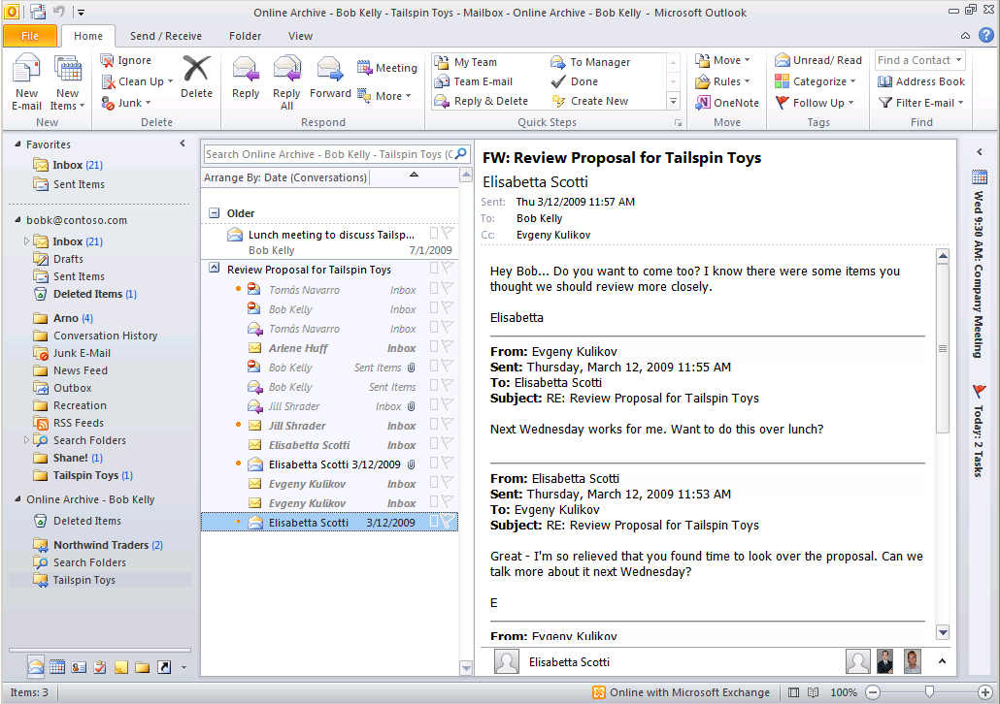 Online Archive - Bob Kelly - Tailspin Toys - Mailbox - Online Archive - Bob Kelly - Microsoft Outlook
File Home Send / Receive Folder View
New E-mail
New Items
New
Ignore
Clean Up
Junk
Delete
Delete
Reply
Reply All
Forward
Meeting
More
Respond
My Team
Team E-mail
Reply & Delete
To Manager
Done
Create New
Quick Steps
Move
Rules
OneNote
Move
Unread/ Read
Categorize
Follow Up
Tags
Find a Contact
Address Book
Filter E-mail
Find
Favorites
Inbox (21)
Sent Items
bobk@contoso.com
Inbox (21)
Drafts
Sent Items
Deleted Items (1)
Arno (4)
Conversation History
Junk E-Mail
News Feed
Outbox
Recreation
RSS Feeds
Search Folders
Shane! (1)
Tailspin Toys (1)
Online Archive - Bob Kelly
Deleted Items
Northwind Traders (2)
Search Folders
Tailspin Toys
Search Online Archive - Bob Kelly - Tailspin Toys (C
Arrange By: Date (Conversations)
Older
Lunch meeting to discuss Tailsp...
Bob Kelly 7/1/2009
Review Proposal for Tailspin Toys
Tomás Navarro Inbox
Bob Kelly Inbox
Tomás Navarro Inbox
Arlene Huff Inbox
Bob Kelly Sent Items
Bob Kelly Sent Items
Jill Shrader Inbox
Jill Shrader Inbox
Elisabetta Scotti Inbox
Elisabetta Scotti 3/12/2009
Evgeny Kulikov Inbox
Evgeny Kulikov Inbox
Elisabetta Scotti 3/12/2009
FW: Review Proposal for Tailspin Toys
Elisabetta Scotti
Sent: Thu 3/12/2009 11:57 AM
To: Bob Kelly
Cc: Evgeny Kulikov
Hey Bob... Do you want to come too? I know there were some items you
thought we should review more closely.
Elisabetta
From: Evgeny Kulikov
Sent: Thursday, March 12, 2009 11:55 AM
To: Elisabetta Scotti
Subject: RE: Review Proposal for Tailspin Toys
Next Wednesday works for me. Want to do this over lunch?
From: Elisabetta Scotti
Sent: Thursday, March 12, 2009 11:53 AM
To: Evgeny Kulikov
Subject: RE: Review Proposal for Tailspin Toys
Great - I'm so relieved that you found time to look over the proposal. Can we
talk more about it next Wednesday?
E
From: Evgeny Kulikov
Elisabetta Scotti
Wed 9:30 AM: Company Meeting
Today: 2 Tasks
Items: 3
Online with Microsoft Exchange
100%